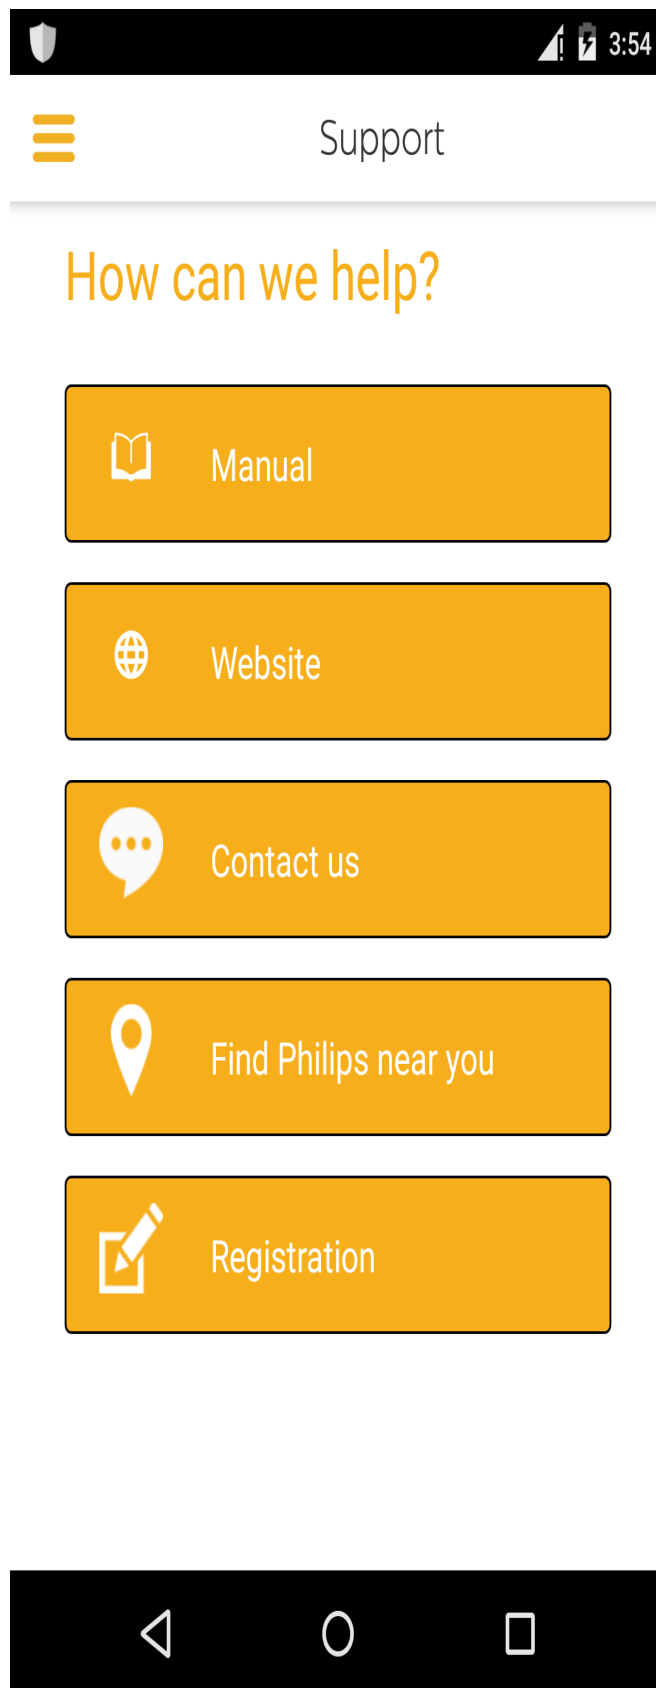 3:54
Support
How can we help?
Manual
Website
Contact us
Find Philips near you
Registration